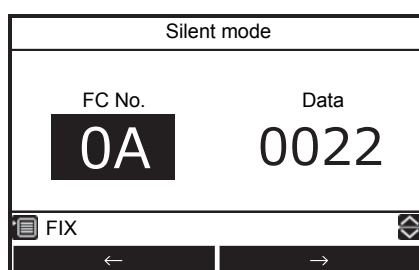 Silent mode
FC No. Data
0A 0022
FIX
← →